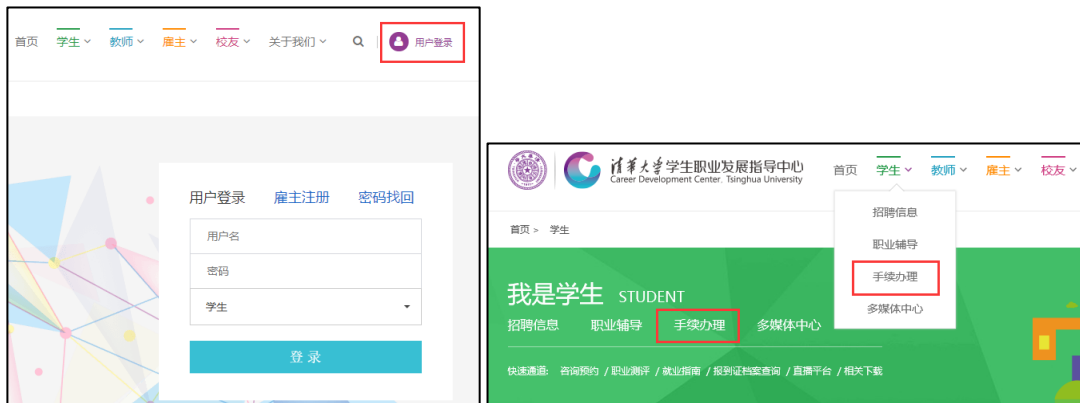 首页 学生 教师 雇主 校友 关于我们 用户登录
用户登录 雇主注册 密码找回
用户名
密码
学生
登 录
清华大学学生职业发展指导中心
Career Development Center. Tsinghua University
首页 学生 教师 雇主 校友
招聘信息
职业辅导
手续办理
多媒体中心
首页 > 学生
我是学生 STUDENT
招聘信息 职业辅导 手续办理 多媒体中心
快速通道: 咨询预约 / 职业测评 / 就业指南 / 报到证档案查询 / 直播平台 / 相关下载